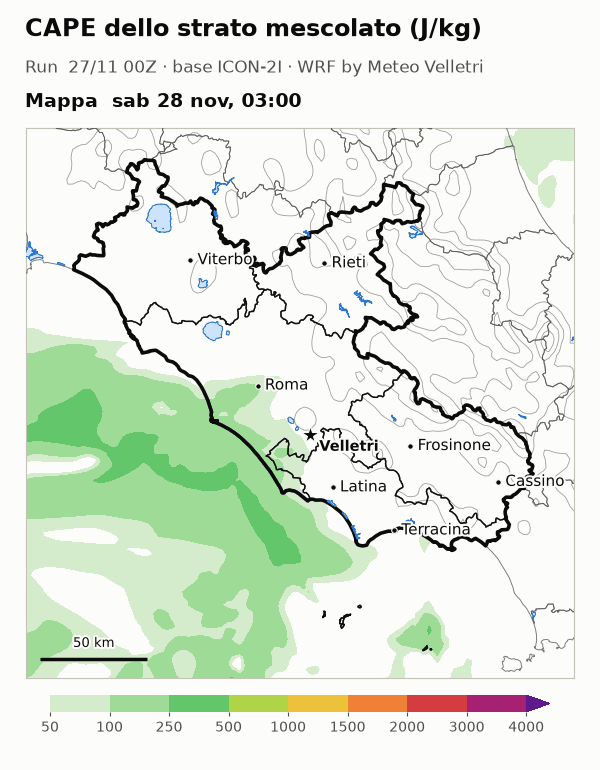 CAPE dello strato mescolato (J/kg)
Run  27/11 00Z · base ICON-2I · WRF by Meteo Velletri
Mappa  sab 28 nov, 03:00
Viterbo
Rieti
Roma
Velletri
Frosinone
Cassino
Latina
Terracina
50 km
50 100 250 500 1000 1500 2000 3000 4000